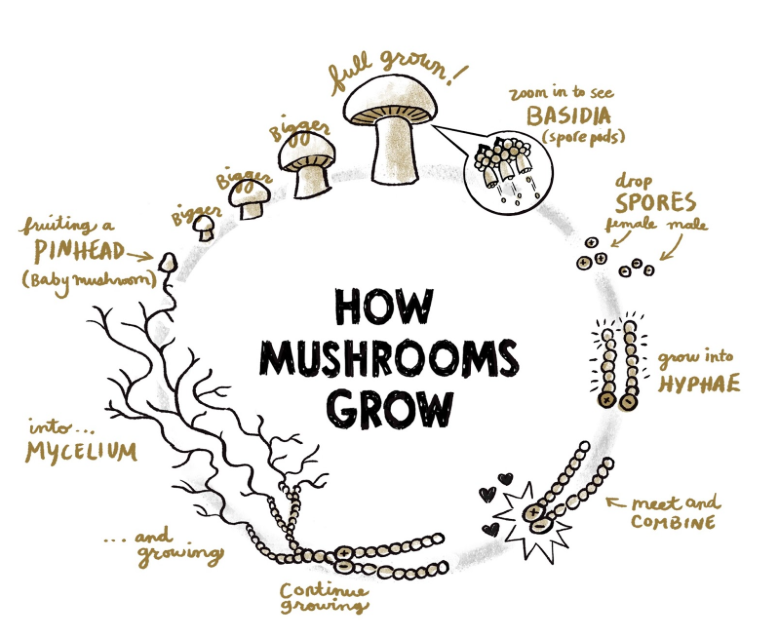 full grown!
zoom in to see
BASIDIA
(spore pods)
drop
SPORES
female male
+
+ +
- - -
grow into
HYPHAE
+ -
meet and
COMBINE
+
-
Continue
growing
+
-
... and
growing
into...
MYCELIUM
fruiting a
PINHEAD
(Baby mushroom)
Bigger
Bigger
Bigger
HOW
MUSHROOMS
GROW